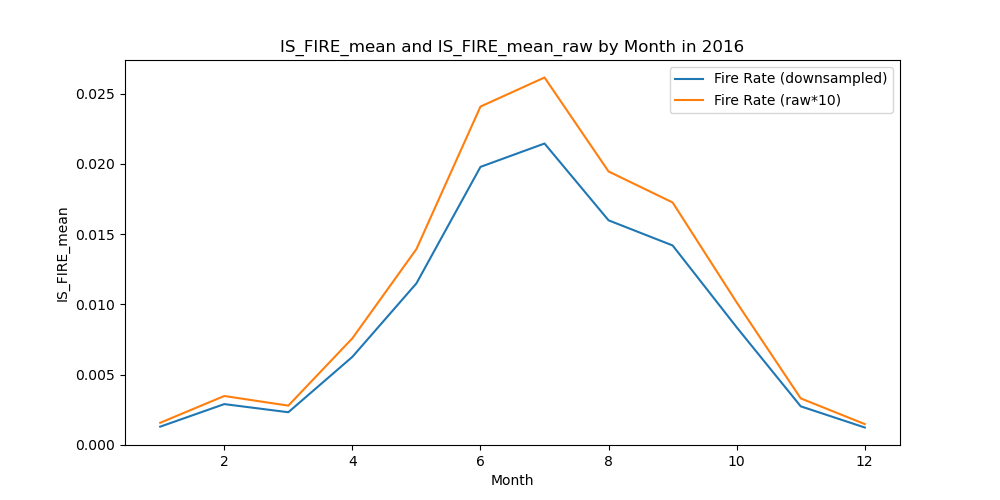 IS_FIRE_mean and IS_FIRE_mean_raw by Month in 2016
Fire Rate (downsampled)
Fire Rate (raw*10)
0.025
0.020
0.015
0.010
0.005
0.000
IS_FIRE_mean
2 4 6 8 10 12
Month